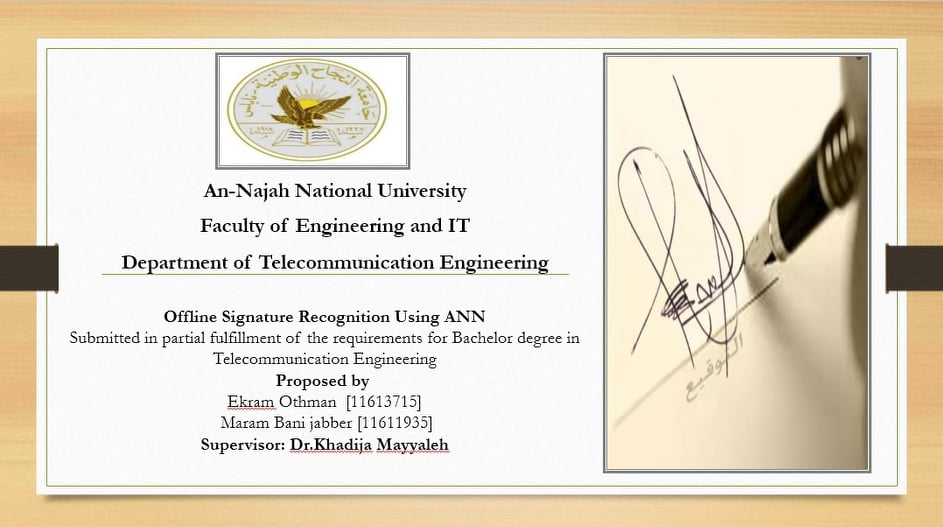 جامعة النجاح الوطنية - نابلس
١٩١٨
An-Najah National University
Faculty of Engineering and IT
Department of Telecommunication Engineering
Offline Signature Recognition Using ANN
Submitted in partial fulfillment of the requirements for Bachelor degree in
Telecommunication Engineering
Proposed by
Ekram Othman [11613715]
Maram Bani jabber [11611935]
Supervisor: Dr.Khadija Mayyaleh
التوقيع